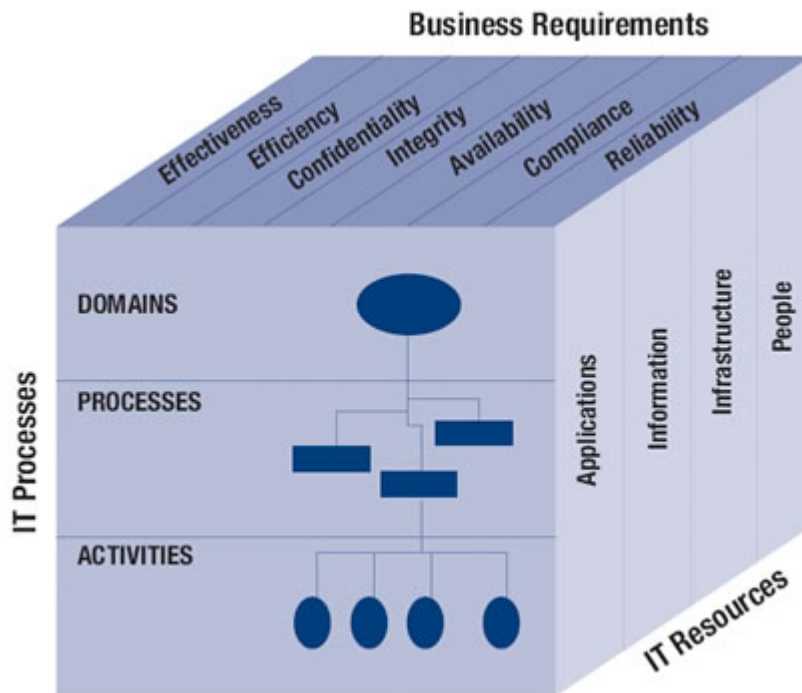 Business Requirements
Effectiveness
Efficiency
Confidentiality
Integrity
Availability
Compliance
Reliability
IT Processes
DOMAINS
PROCESSES
ACTIVITIES
Applications
Information
Infrastructure
People
IT Resources